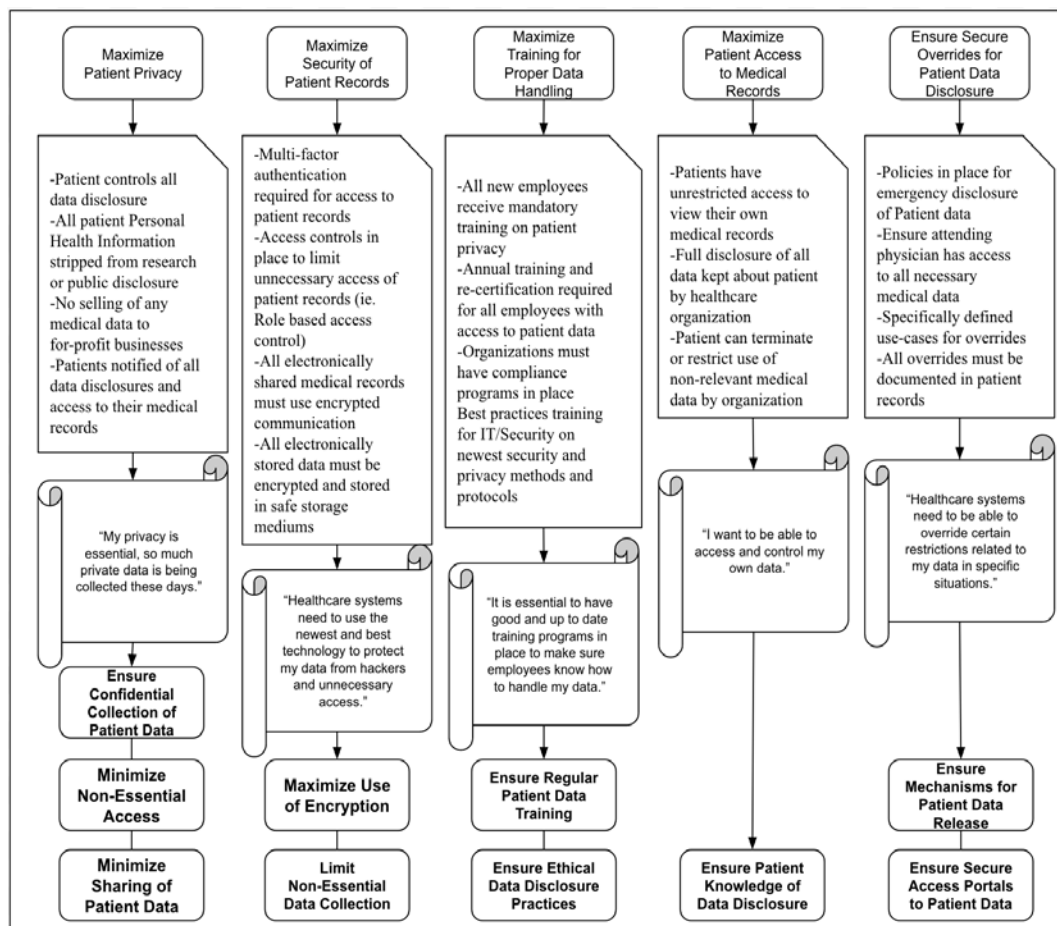 Maximize
Patient Privacy
-Patient controls all
data disclosure
-All patient Personal
Health Information
stripped from research
or public disclosure
-No selling of any
medical data to
for-profit businesses
-Patients notified of all
data disclosures and
access to their medical
records
“My privacy is
essential, so much
private data is being
collected these days.”
Ensure
Confidential
Collection of
Patient Data
Minimize
Non-Essential
Access
Minimize
Sharing of
Patient Data
Maximize
Security of
Patient Records
-Multi-factor
authentication
required for access to
patient records
-Access controls in
place to limit
unnecessary access of
patient records (ie.
Role based access
control)
-All electronically
shared medical records
must use encrypted
communication
-All electronically
stored data must be
encrypted and stored
in safe storage
mediums
“Healthcare systems
need to use the
newest and best
technology to protect
my data from hackers
and unnecessary
access.”
Maximize Use
of Encryption
Limit
Non-Essential
Data Collection
Maximize
Training for
Proper Data
Handling
-All new employees
receive mandatory
training on patient
privacy
-Annual training and
re-certification required
for all employees with
access to patient data
-Organizations must
have compliance
programs in place
Best practices training
for IT/Security on
newest security and
privacy methods and
protocols
“It is essential to have
good and up to date
training programs in
place to make sure
employees know how
to handle my data.”
Ensure Regular
Patient Data
Training
Ensure Ethical
Data Disclosure
Practices
Maximize
Patient Access
to Medical
Records
-Patients have
unrestricted access to
view their own
medical records
-Full disclosure of all
data kept about patient
by healthcare
organization
-Patient can terminate
or restrict use of
non-relevant medical
data by organization
“I want to be able to
access and control my
own data.”
Ensure Patient
Knowledge of
Data Disclosure
Ensure Secure
Overrides for
Patient Data
Disclosure
-Policies in place for
emergency disclosure
of Patient data
-Ensure attending
physician has access
to all necessary
medical data
-Specifically defined
use-cases for overrides
-All overrides must be
documented in patient
records
“Healthcare systems
need to be able to
override certain
restrictions related to
my data in specific
situations.”
Ensure
Mechanisms for
Patient Data
Release
Ensure Secure
Access Portals
to Patient Data